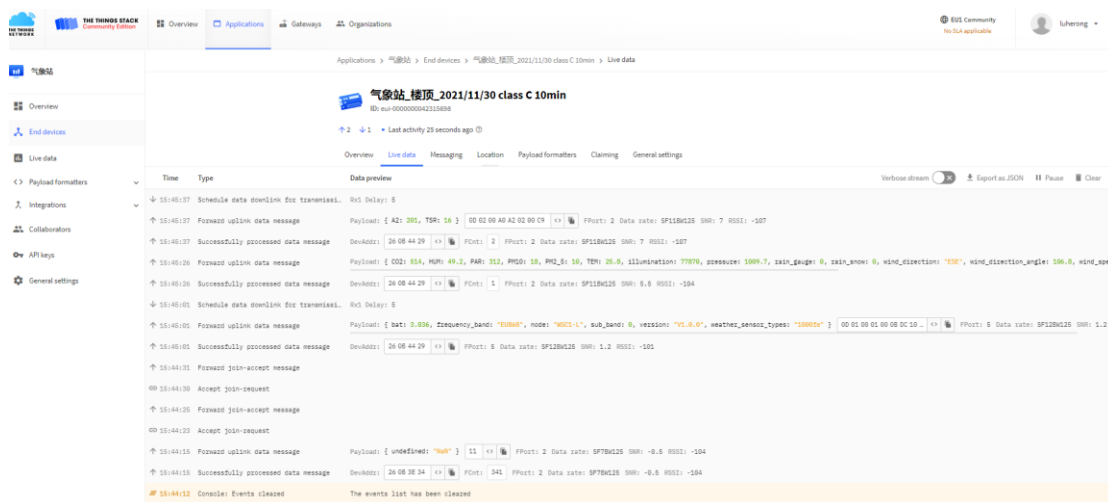 THE THINGS NETWORK
THE THINGS STACK
Community Edition
Overview
Applications
Gateways
Organizations
EU1 Community
No SLA applicable
luherong
气象站
Overview
End devices
Live data
Payload formatters
Integrations
Collaborators
API keys
General settings
Applications > 气象站 > End devices > 气象站_楼顶_2021/11/30 class C 10min > Live data
气象站_楼顶_2021/11/30 class C 10min
ID: eui-0000000042315698
↑ 2 ↓ 1 • Last activity 25 seconds ago
Overview Live data Messaging Location Payload formatters Claiming General settings
Time Type Data preview Verbose stream Export as JSON Pause Clear
↓ 15:45:37 Schedule data downlink for transmissi… Rx1 Delay: 5
↑ 15:45:37 Forward uplink data message Payload: { A2: 201, TSR: 16 } 0D 02 00 A0 A2 02 00 C9 <> FPort: 2 Data rate: SF11BW125 SNR: 7 RSSI: -107
↑ 15:45:37 Successfully processed data message DevAddr: 26 0B 44 29 <> FCnt: 2 FPort: 2 Data rate: SF11BW125 SNR: 7 RSSI: -107
↑ 15:45:26 Forward uplink data message Payload: { CO2: 514, HUM: 49.2, PAR: 312, PM10: 18, PM2_5: 10, TEM: 25.8, illumination: 77870, pressure: 1009.7, rain_gauge: 0, rain_snow: 0, wind_direction: "ESE", wind_direction_angle: 106.8, wind_spe
↑ 15:45:26 Successfully processed data message DevAddr: 26 0B 44 29 <> FCnt: 1 FPort: 2 Data rate: SF11BW125 SNR: 5.5 RSSI: -104
↓ 15:45:01 Schedule data downlink for transmissi… Rx1 Delay: 5
↑ 15:45:01 Forward uplink data message Payload: { bat: 3.036, frequency_band: "EU868", node: "WSC1-L", sub_band: 0, version: "V1.0.0", weather_sensor_types: "1000fe" } 0D 01 00 01 00 0B DC 10 … <> FPort: 5 Data rate: SF12BW125 SNR: 1.2
↑ 15:45:01 Successfully processed data message DevAddr: 26 0B 44 29 <> FPort: 5 Data rate: SF12BW125 SNR: 1.2 RSSI: -101
↑ 15:44:31 Forward join-accept message
15:44:30 Accept join-request
↑ 15:44:25 Forward join-accept message
15:44:23 Accept join-request
↑ 15:44:15 Forward uplink data message Payload: { undefined: "NaN" } 11 <> FPort: 2 Data rate: SF7BW125 SNR: -0.5 RSSI: -104
↑ 15:44:15 Successfully processed data message DevAddr: 26 0B 3E 34 <> FCnt: 341 FPort: 2 Data rate: SF7BW125 SNR: -0.5 RSSI: -104
15:44:12 Console: Events cleared The events list has been cleared